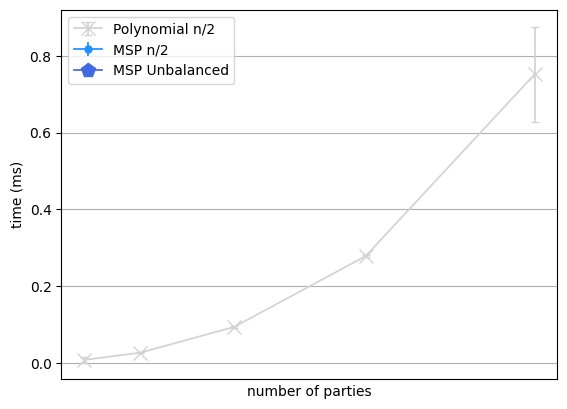 Polynomial n/2
MSP n/2
MSP Unbalanced
0.8
0.6
0.4
0.2
0.0
time (ms)
number of parties